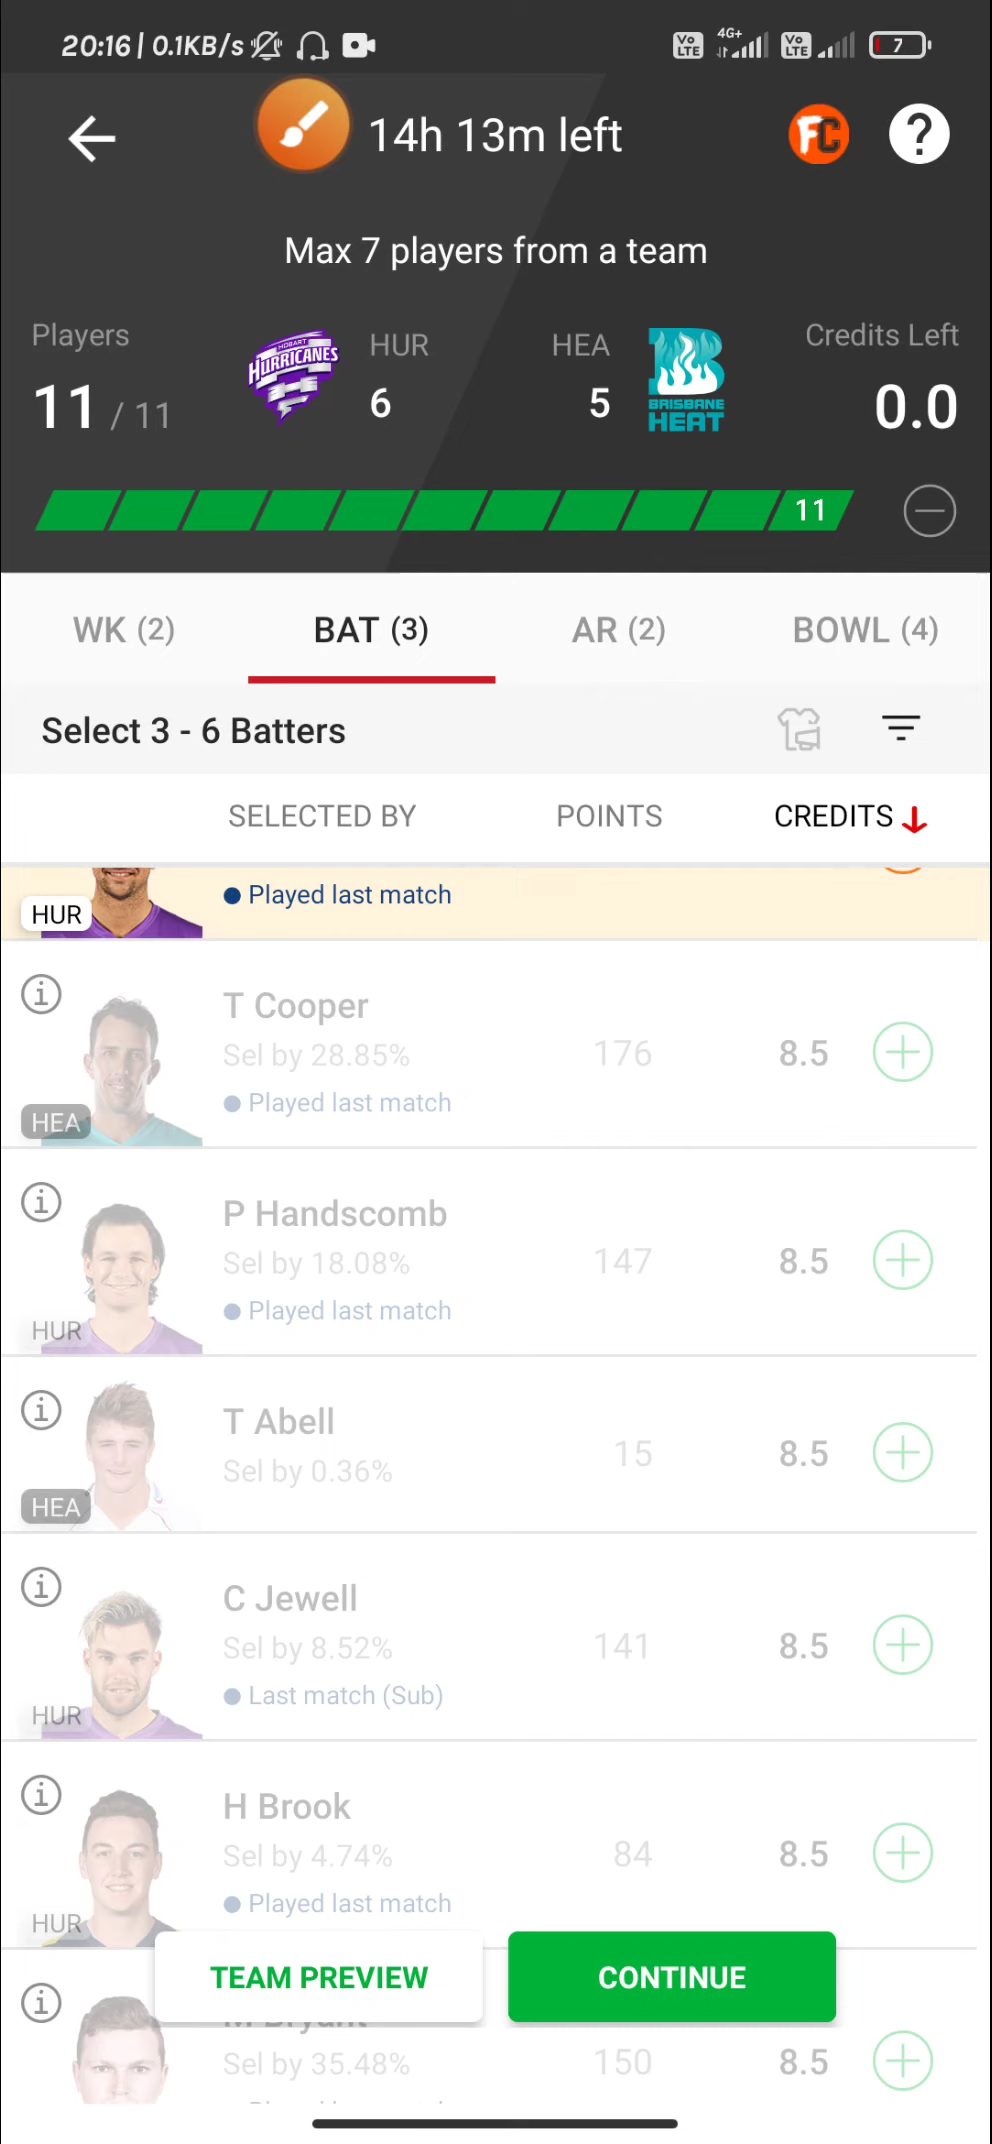 20:16 | 0.1KB/s
Vo LTE 4G+ Vo LTE 7
14h 13m left
FC ?
Max 7 players from a team
Players HUR HEA Credits Left
HOBART HURRICANES
BRISBANE HEAT
11 / 11 6 5 0.0
11
WK (2) BAT (3) AR (2) BOWL (4)
Select 3 - 6 Batters
SELECTED BY POINTS CREDITS
Played last match
HUR
T Cooper
Sel by 28.85% 176 8.5
Played last match
HEA
P Handscomb
Sel by 18.08% 147 8.5
Played last match
HUR
T Abell
Sel by 0.36% 15 8.5
HEA
C Jewell
Sel by 8.52% 141 8.5
Last match (Sub)
HUR
H Brook
Sel by 4.74% 84 8.5
Played last match
HUR
TEAM PREVIEW CONTINUE
M Bryant
Sel by 35.48% 150 8.5